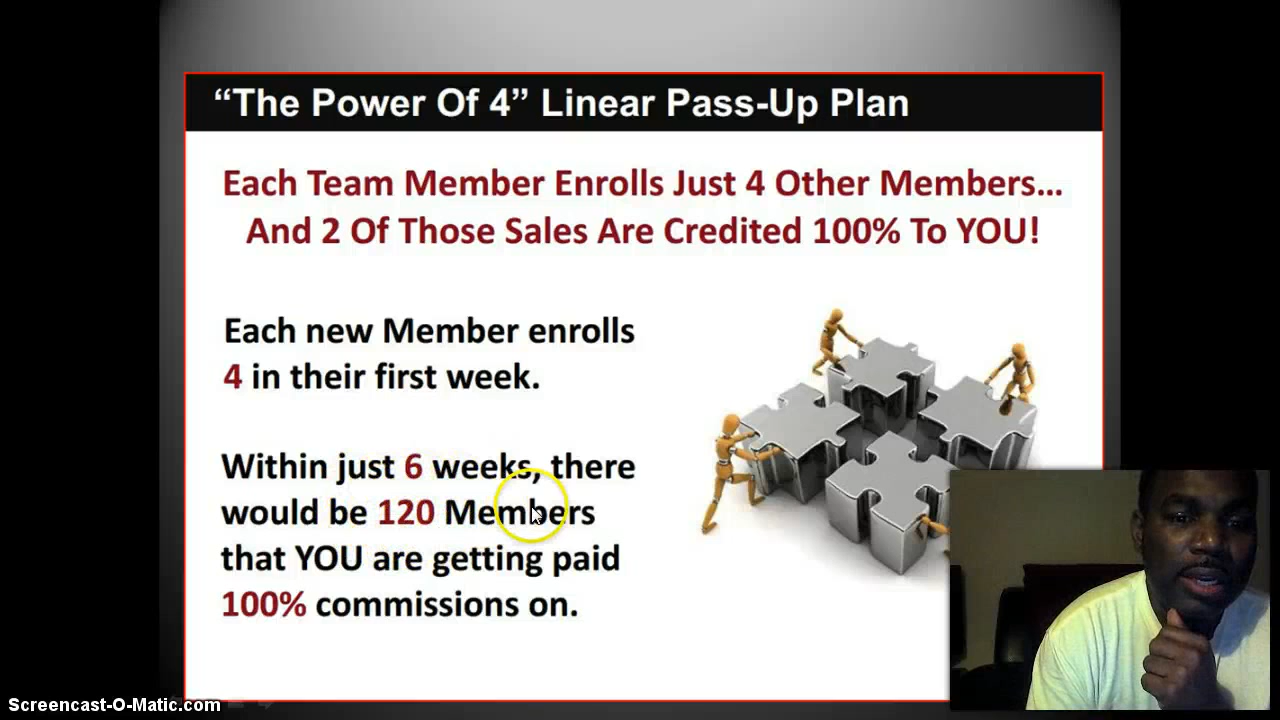 “The Power Of 4” Linear Pass-Up Plan
Each Team Member Enrolls Just 4 Other Members...
And 2 Of Those Sales Are Credited 100% To YOU!
Each new Member enrolls
4 in their first week.
Within just 6 weeks, there
would be 120 Members
that YOU are getting paid
100% commissions on.
Screencast-O-Matic.com